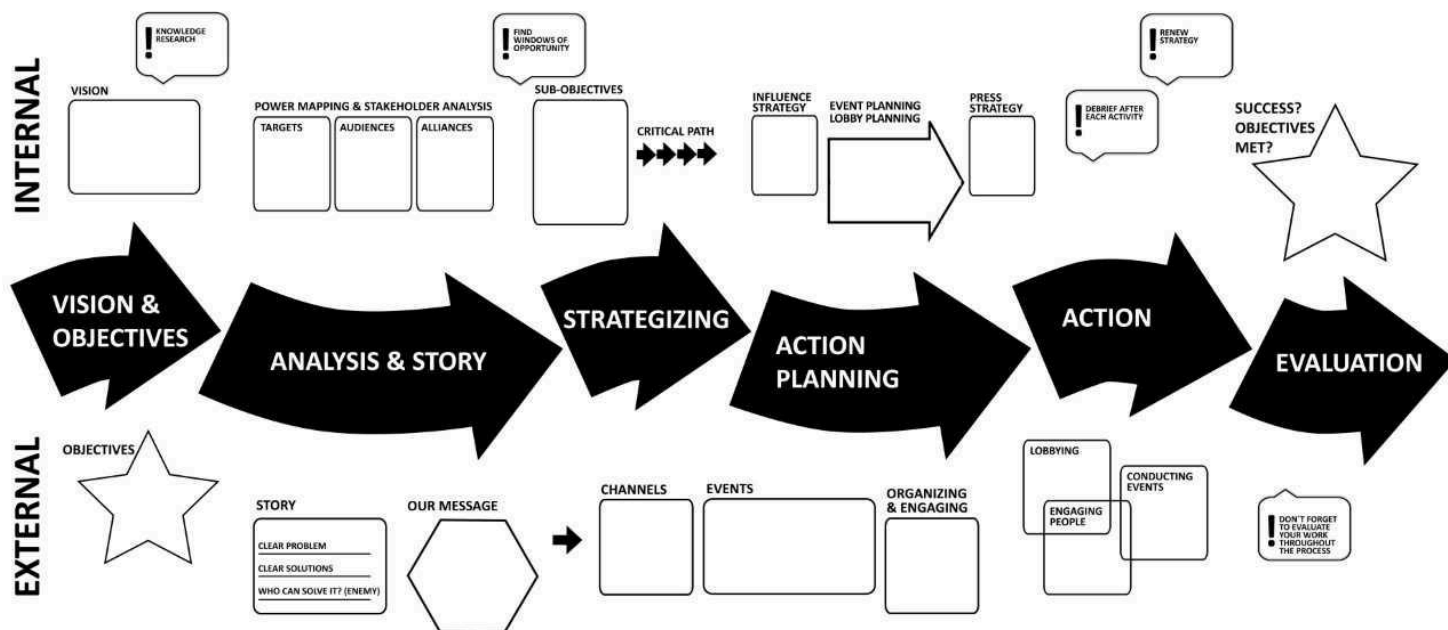 INTERNAL
KNOWLEDGE
RESEARCH
VISION
POWER MAPPING & STAKEHOLDER ANALYSIS
TARGETS
AUDIENCES
ALLIANCES
FIND
WINDOWS OF
OPPORTUNITY
SUB-OBJECTIVES
CRITICAL PATH
INFLUENCE
STRATEGY
EVENT PLANNING
LOBBY PLANNING
PRESS
STRATEGY
RENEW
STRATEGY
DEBRIEF AFTER
EACH ACTIVITY
SUCCESS?
OBJECTIVES
MET?
VISION &
OBJECTIVES
ANALYSIS & STORY
STRATEGIZING
ACTION
PLANNING
ACTION
EVALUATION
EXTERNAL
OBJECTIVES
STORY
CLEAR PROBLEM
CLEAR SOLUTIONS
WHO CAN SOLVE IT? (ENEMY)
OUR MESSAGE
CHANNELS
EVENTS
ORGANIZING
& ENGAGING
LOBBYING
ENGAGING
PEOPLE
CONDUCTING
EVENTS
DON'T FORGET
TO EVALUATE
YOUR WORK
THROUGHOUT
THE PROCESS